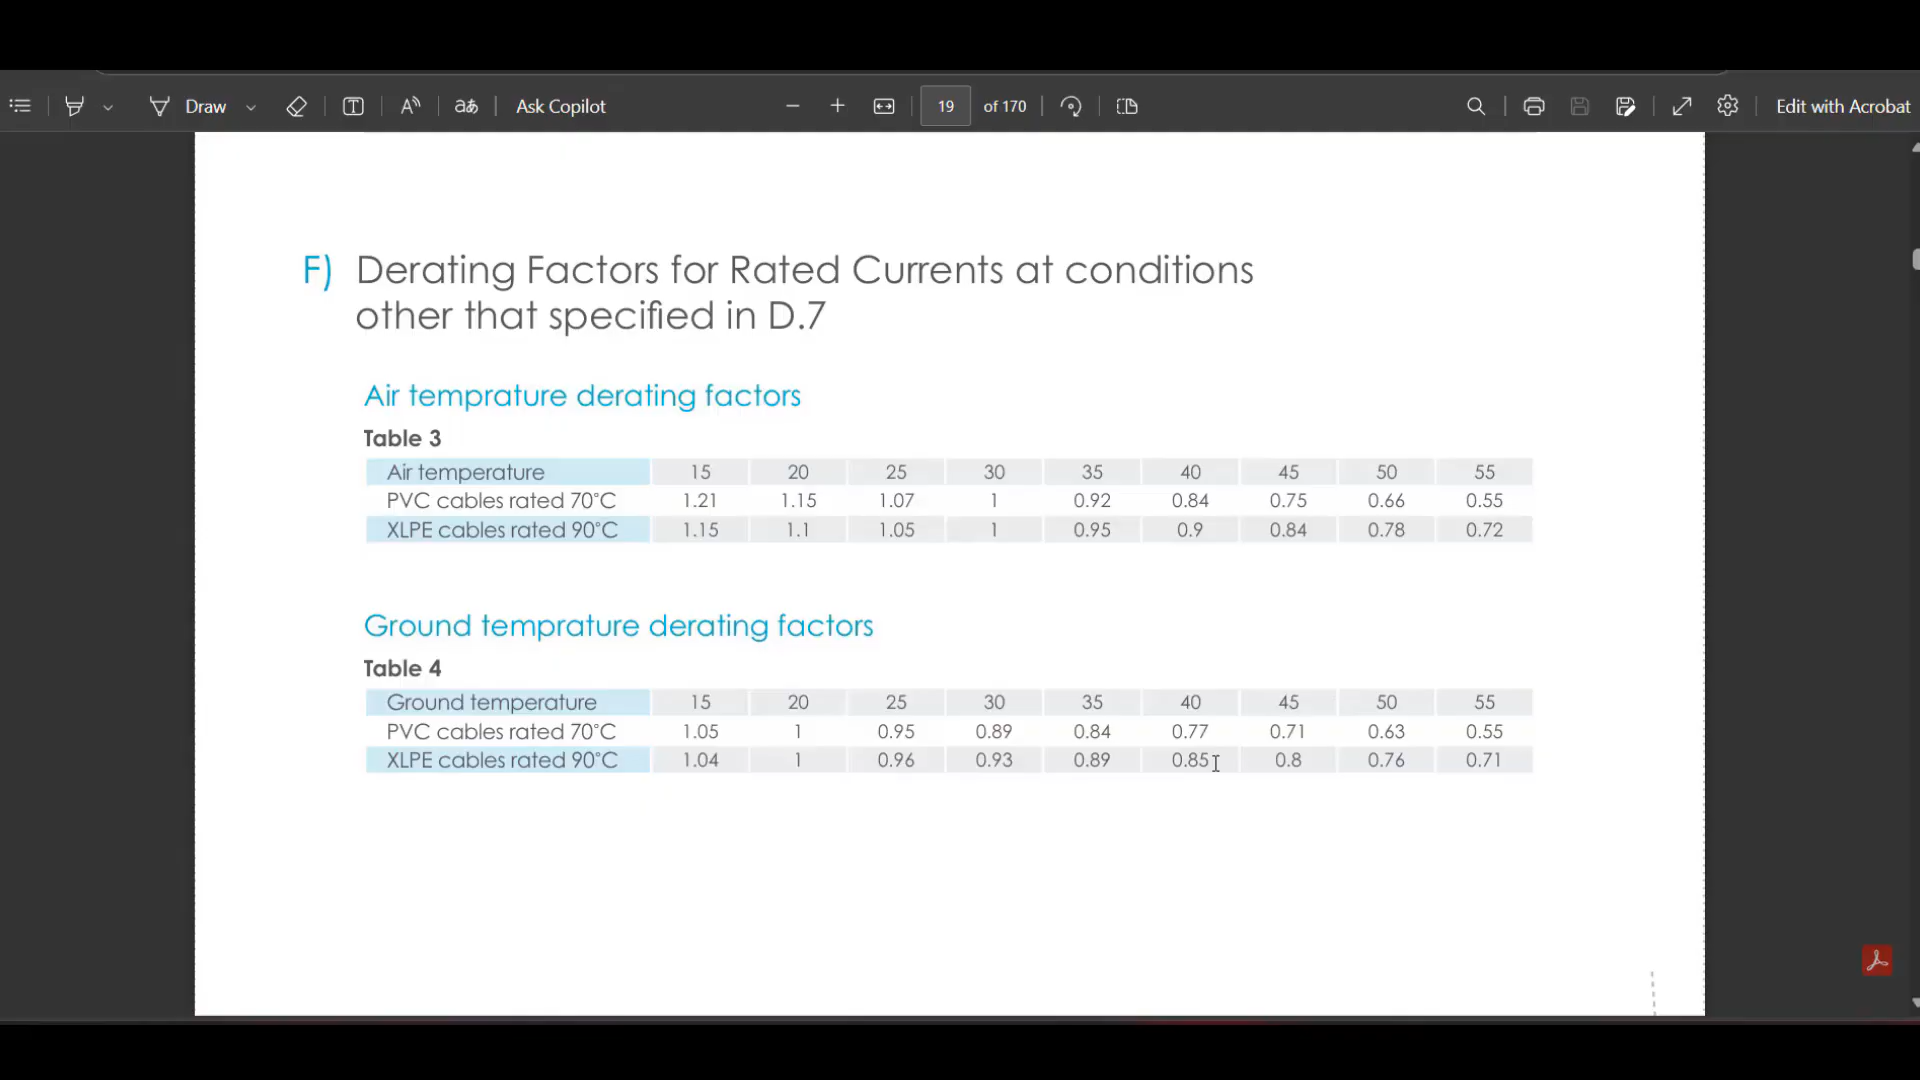 Draw
Ask Copilot
19 of 170
Edit with Acrobat
F) Derating Factors for Rated Currents at conditions
other that specified in D.7
Air temprature derating factors
Table 3
Air temperature 15 20 25 30 35 40 45 50 55
PVC cables rated 70°C 1.21 1.15 1.07 1 0.92 0.84 0.75 0.66 0.55
XLPE cables rated 90°C 1.15 1.1 1.05 1 0.95 0.9 0.84 0.78 0.72
Ground temprature derating factors
Table 4
Ground temperature 15 20 25 30 35 40 45 50 55
PVC cables rated 70°C 1.05 1 0.95 0.89 0.84 0.77 0.71 0.63 0.55
XLPE cables rated 90°C 1.04 1 0.96 0.93 0.89 0.85 0.8 0.76 0.71